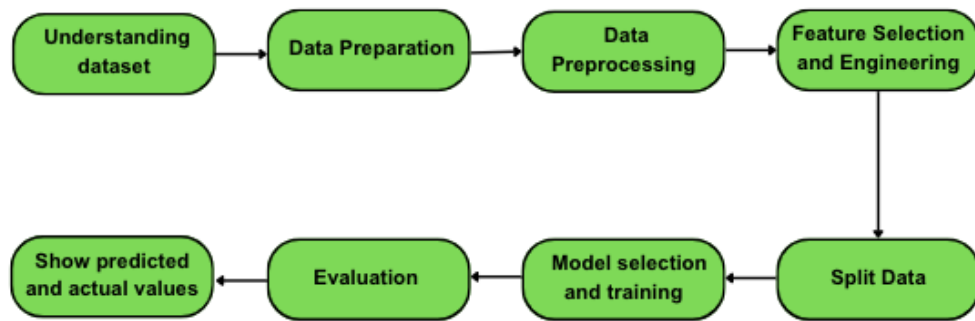 Understanding
dataset
Data Preparation
Data
Preprocessing
Feature Selection
and Engineering
Split Data
Model selection
and training
Evaluation
Show predicted
and actual values